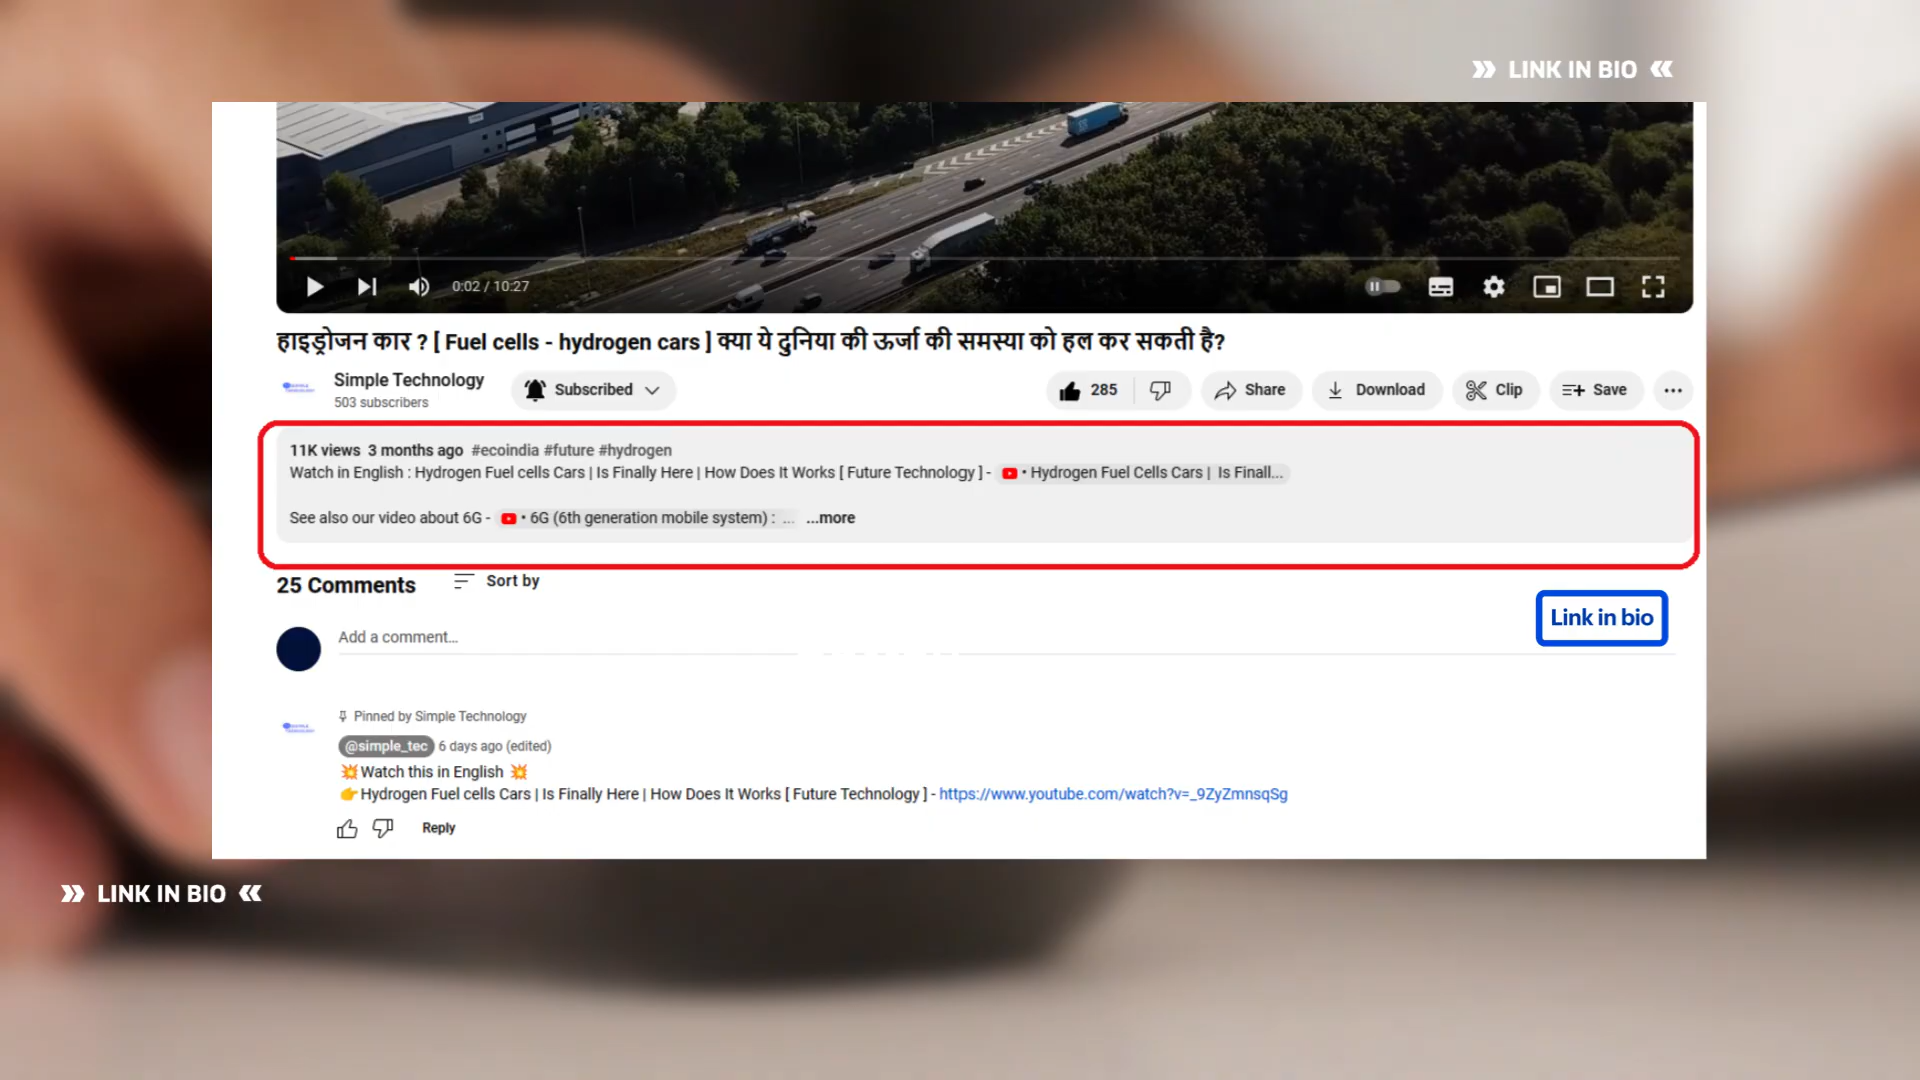 LINK IN BIO
0:02 / 10:27
हाइड्रोजन कार ? [ Fuel cells - hydrogen cars ] क्या ये दुनिया की ऊर्जा की समस्या को हल कर सकती है?
Simple Technology
503 subscribers
Subscribed
285
Share
Download
Clip
Save
11K views 3 months ago #ecoindia #future #hydrogen
Watch in English : Hydrogen Fuel cells Cars | Is Finally Here | How Does It Works [ Future Technology ] - • Hydrogen Fuel Cells Cars | Is Finall...
See also our video about 6G - • 6G (6th generation mobile system) : ... ...more
25 Comments
Sort by
Link in bio
Add a comment...
Pinned by Simple Technology
@simple_tec 6 days ago (edited)
💥Watch this in English 💥
👉Hydrogen Fuel cells Cars | Is Finally Here | How Does It Works [ Future Technology ] - https://www.youtube.com/watch?v=_9ZyZmnsqSg
Reply
LINK IN BIO